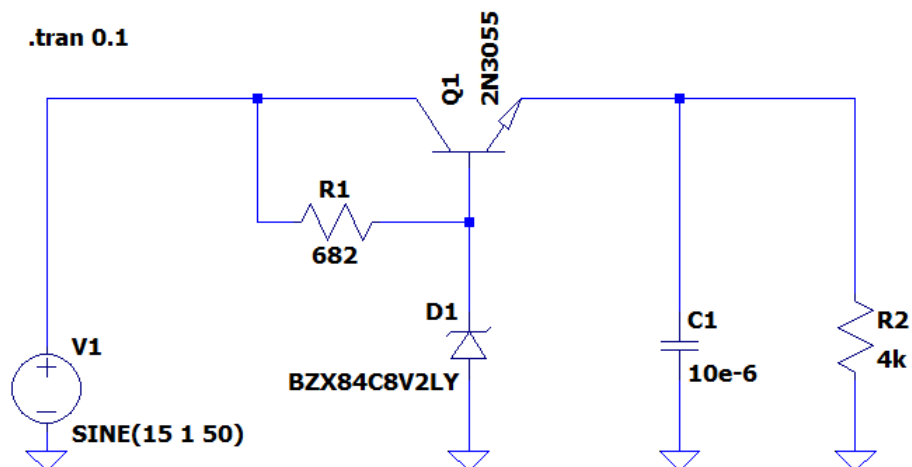 .tran 0.1
Q1
2N3055
R1
682
D1
BZX84C8V2LY
V1
SINE(15 1 50)
C1
10e-6
R2
4k